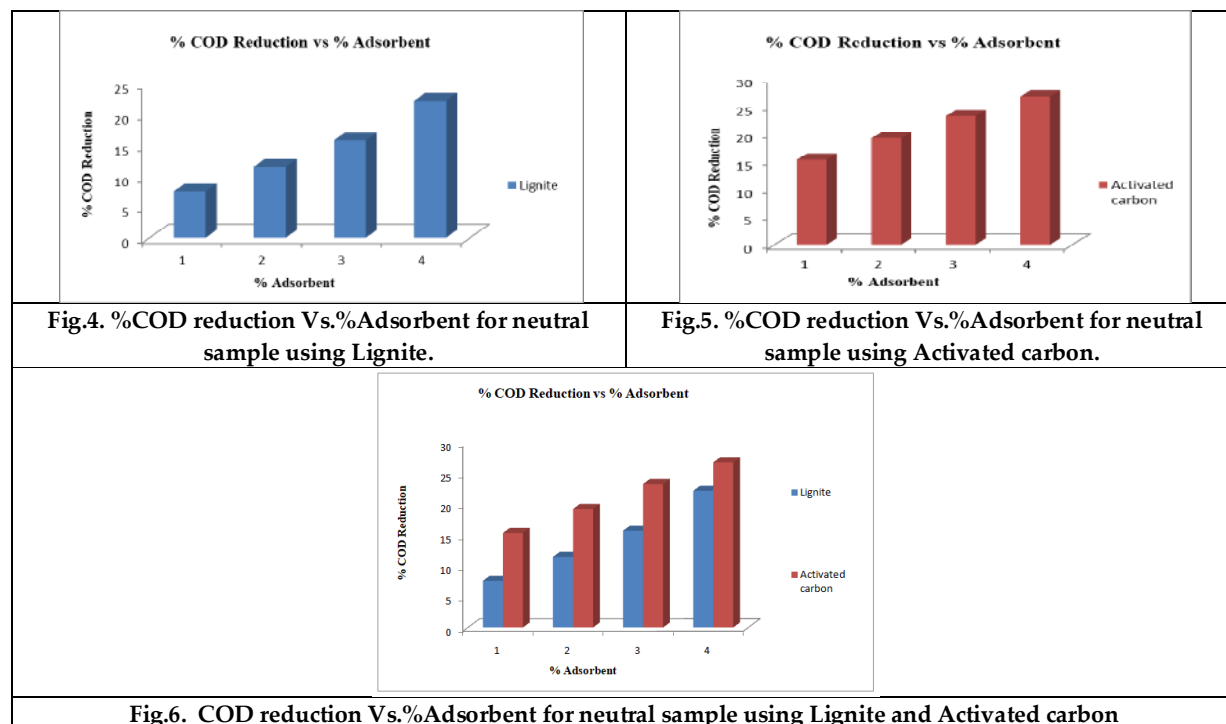 % COD Reduction vs % Adsorbent
25
20
15
10
5
0
% COD Reduction
1 2 3 4
% Adsorbent
Lignite
Fig.4. %COD reduction Vs.%Adsorbent for neutral
sample using Lignite.
% COD Reduction vs % Adsorbent
30
25
20
15
10
5
0
% COD Reduction
1 2 3 4
% Adsorbent
Activated
carbon
Fig.5. %COD reduction Vs.%Adsorbent for neutral
sample using Activated carbon.
% COD Reduction vs % Adsorbent
30
25
20
15
10
5
0
% COD Reduction
1 2 3 4
% Adsorbent
Lignite
Activated
carbon
Fig.6. COD reduction Vs.%Adsorbent for neutral sample using Lignite and Activated carbon